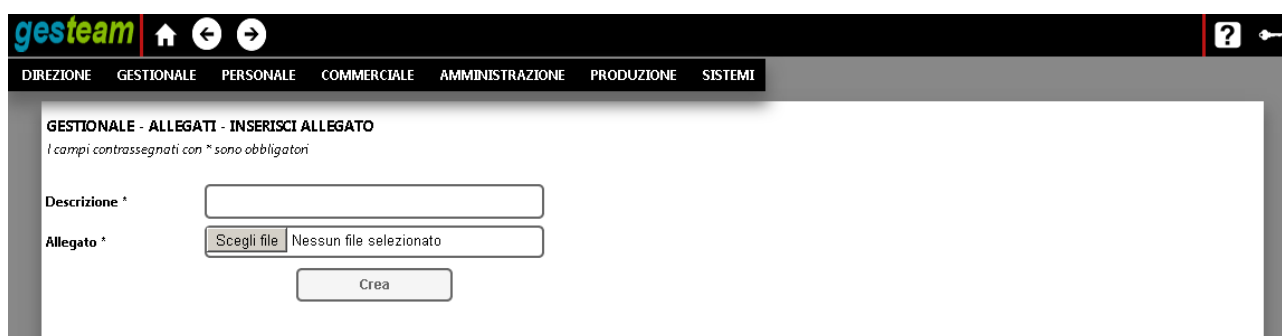 gesteam
?
DIREZIONE GESTIONALE PERSONALE COMMERCIALE AMMINISTRAZIONE PRODUZIONE SISTEMI
GESTIONALE - ALLEGATI - INSERISCI ALLEGATO
I campi contrassegnati con * sono obbligatori
Descrizione *
Allegato * Scegli file Nessun file selezionato
Crea